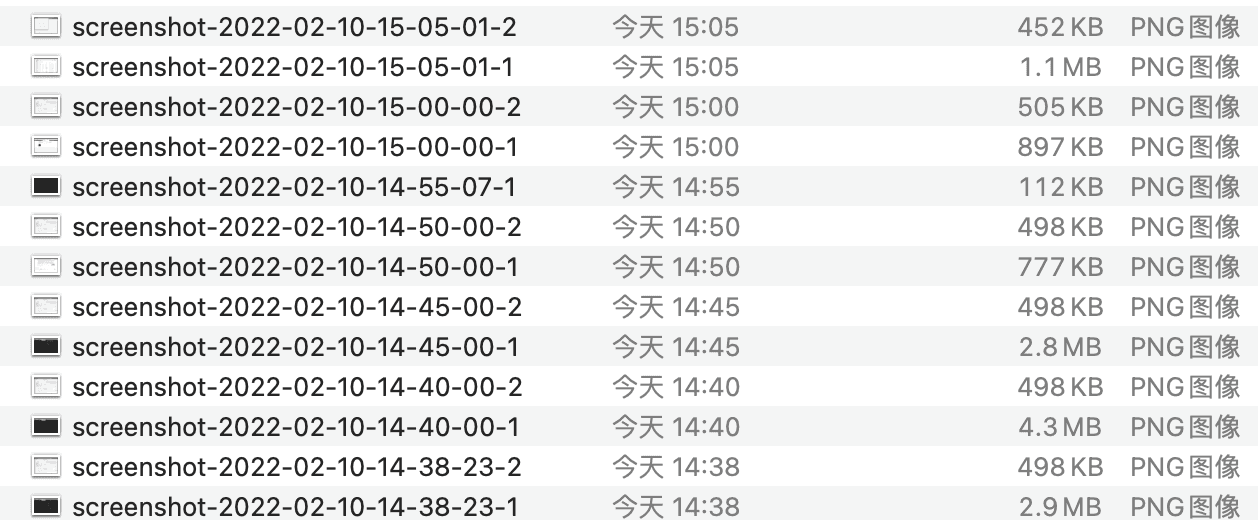 screenshot-2022-02-10-15-05-01-2 今天 15:05 452 KB PNG图像
screenshot-2022-02-10-15-05-01-1 今天 15:05 1.1 MB PNG图像
screenshot-2022-02-10-15-00-00-2 今天 15:00 505 KB PNG图像
screenshot-2022-02-10-15-00-00-1 今天 15:00 897 KB PNG图像
screenshot-2022-02-10-14-55-07-1 今天 14:55 112 KB PNG图像
screenshot-2022-02-10-14-50-00-2 今天 14:50 498 KB PNG图像
screenshot-2022-02-10-14-50-00-1 今天 14:50 777 KB PNG图像
screenshot-2022-02-10-14-45-00-2 今天 14:45 498 KB PNG图像
screenshot-2022-02-10-14-45-00-1 今天 14:45 2.8 MB PNG图像
screenshot-2022-02-10-14-40-00-2 今天 14:40 498 KB PNG图像
screenshot-2022-02-10-14-40-00-1 今天 14:40 4.3 MB PNG图像
screenshot-2022-02-10-14-38-23-2 今天 14:38 498 KB PNG图像
screenshot-2022-02-10-14-38-23-1 今天 14:38 2.9 MB PNG图像